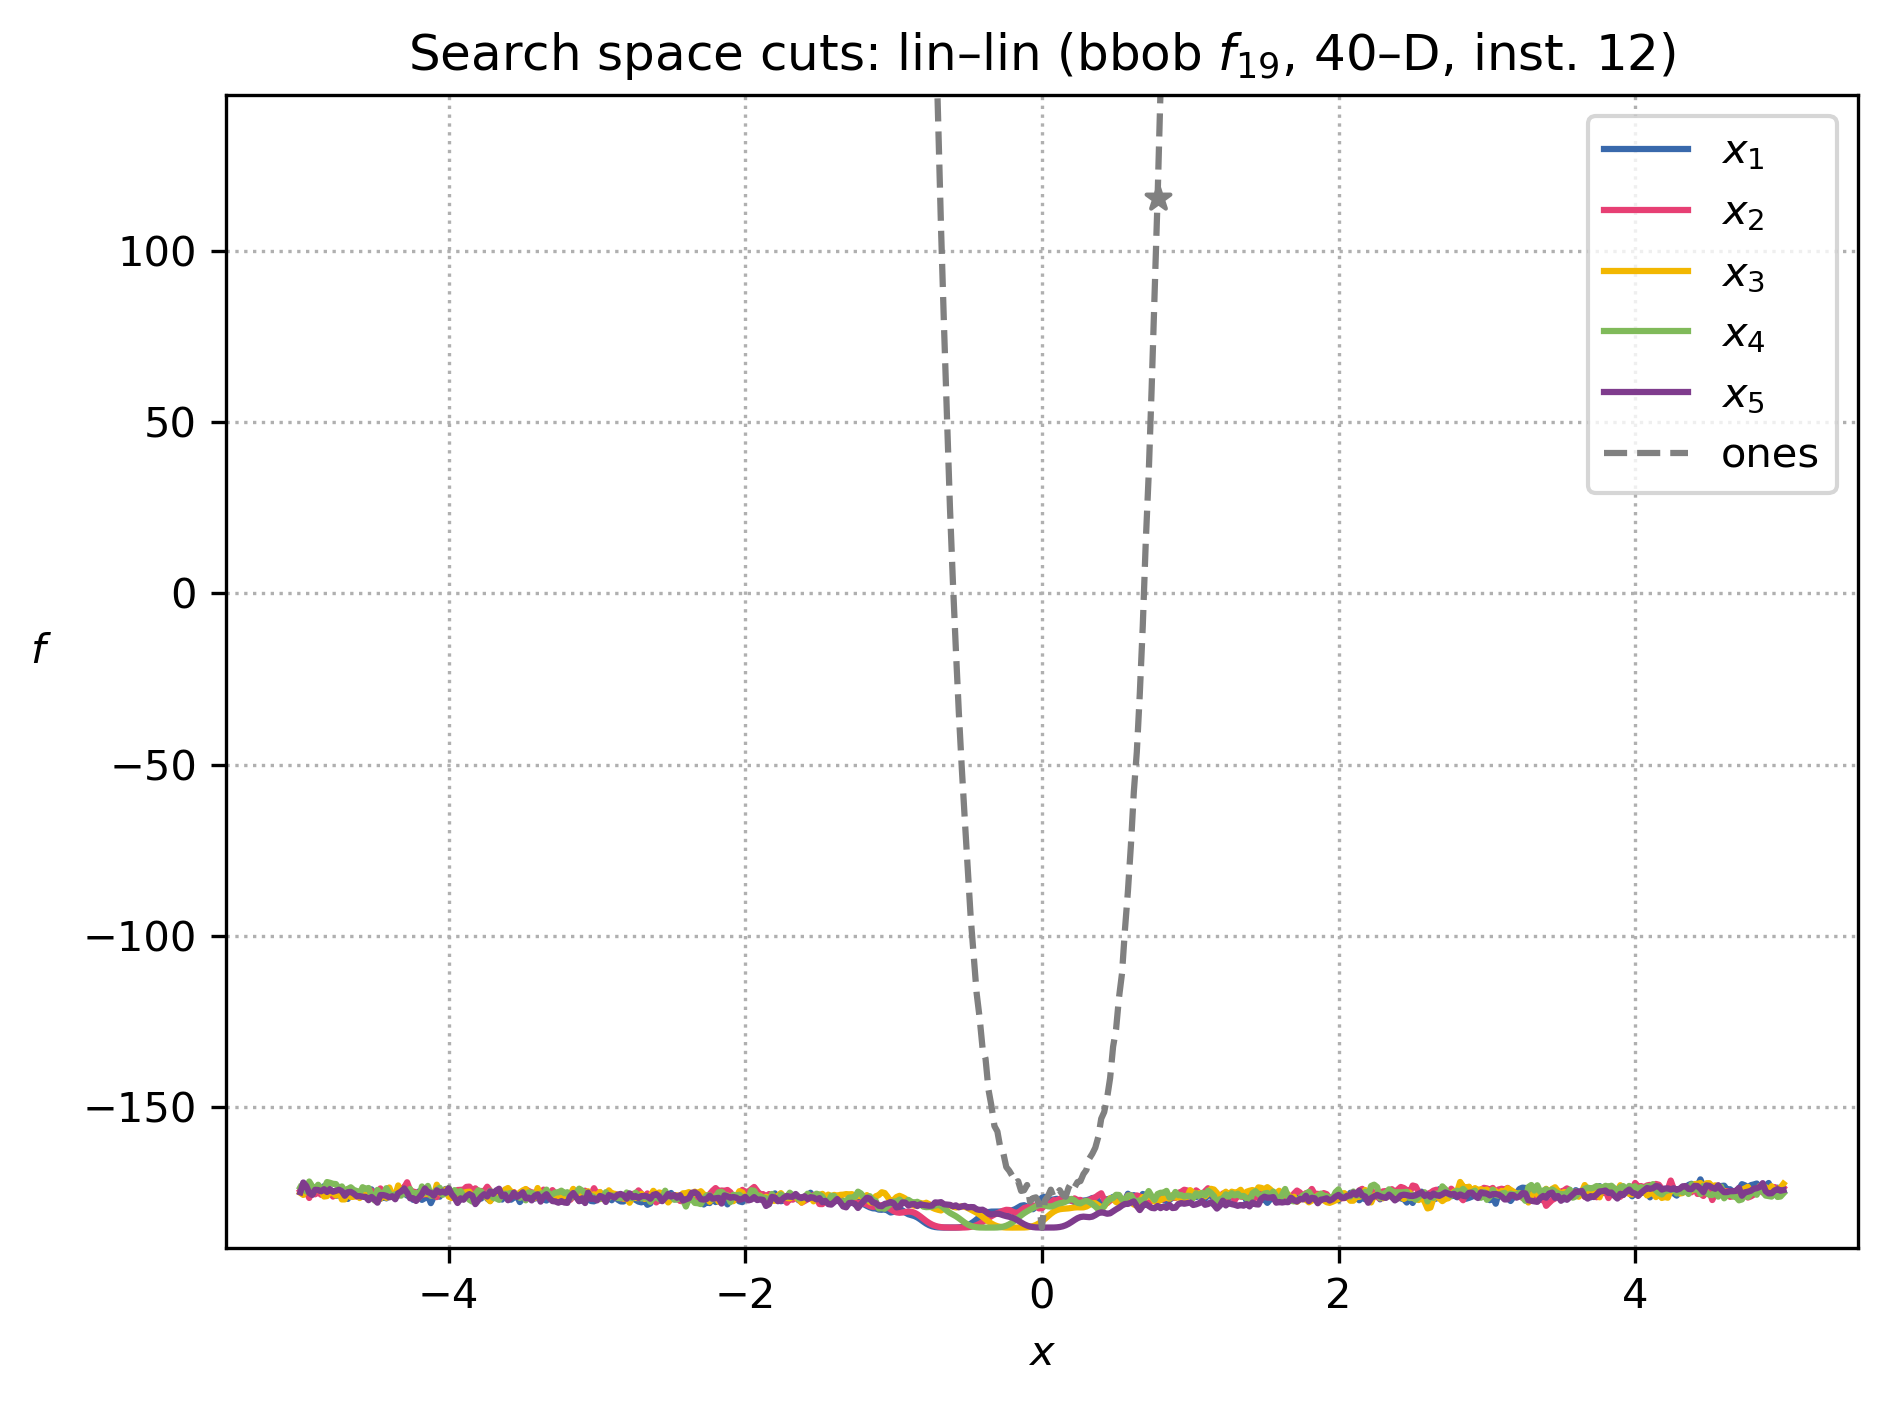 Search space cuts: lin–lin (bbob f₁₉, 40–D, inst. 12)
x₁
x₂
x₃
x₄
x₅
ones
100
50
0
−50
−100
−150
f
−4
−2
0
2
4
x